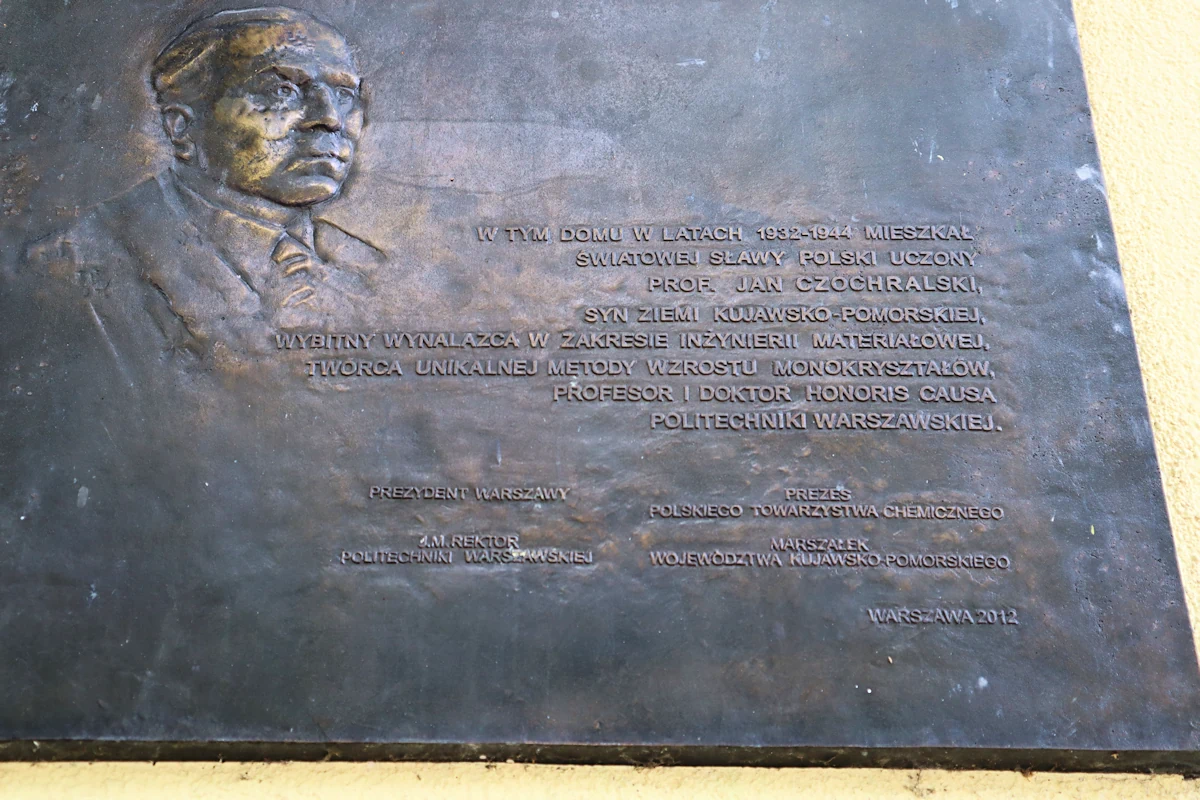 W TYM DOMU W LATACH 1932-1944 MIESZKAŁ
ŚWIATOWEJ SŁAWY POLSKI UCZONY
PROF. JAN CZOCHRALSKI,
SYN ZIEMI KUJAWSKO-POMORSKIEJ,
WYBITNY WYNALAZCA W ZAKRESIE INŻYNIERII MATERIAŁOWEJ,
TWÓRCA UNIKALNEJ METODY WZROSTU MONOKRYSZTAŁÓW,
PROFESOR I DOKTOR HONORIS CAUSA
POLITECHNIKI WARSZAWSKIEJ.
PREZYDENT WARSZAWY
PREZES
POLSKIEGO TOWARZYSTWA CHEMICZNEGO
J.M. REKTOR
POLITECHNIKI WARSZAWSKIEJ
MARSZAŁEK
WOJEWÓDZTWA KUJAWSKO-POMORSKIEGO
WARSZAWA 2012